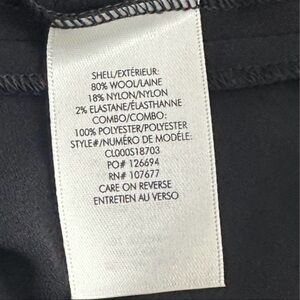 SHELL/EXTÉRIEUR:
80% WOOL/LAINE
18% NYLON/NYLON
2% ELASTANE/ÉLASTHANNE
COMBO/COMBO:
100% POLYESTER/POLYESTER
STYLE#/NUMÉRO DE MODÈLE:
CL000S18703
PO# 126694
RN# 107677
CARE ON REVERSE
ENTRETIEN AU VERSO